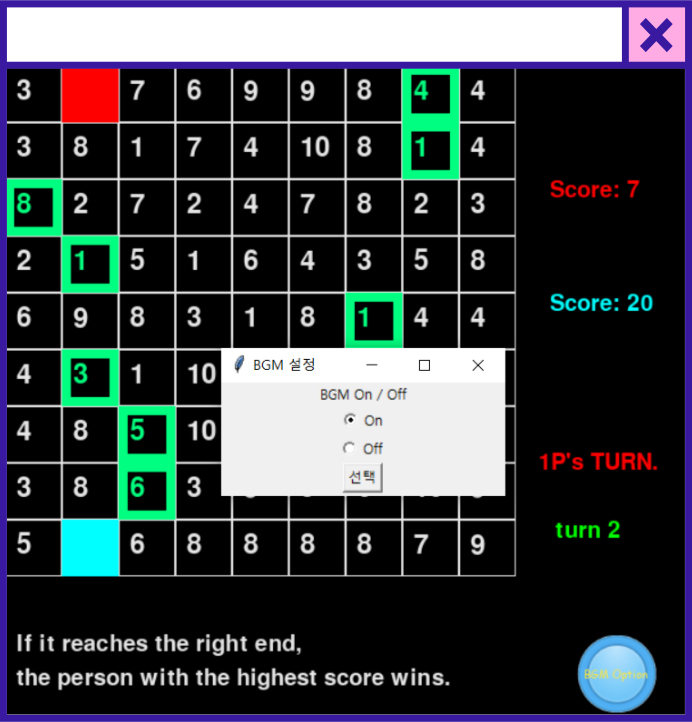 3 7 6 9 9 8 4 4
3 8 1 7 4 10 8 1 4
8 2 7 2 4 7 8 2 3
2 1 5 1 6 4 3 5 8
6 9 8 3 1 8 1 4 4
4 3 1 10
4 8 5 10
3 8 6 3
5 6 8 8 8 8 7 9
Score: 7
Score: 20
BGM 설정
BGM On / Off
On
Off
선택
1P's TURN.
turn 2
If it reaches the right end,
the person with the highest score wins.
BGM Option